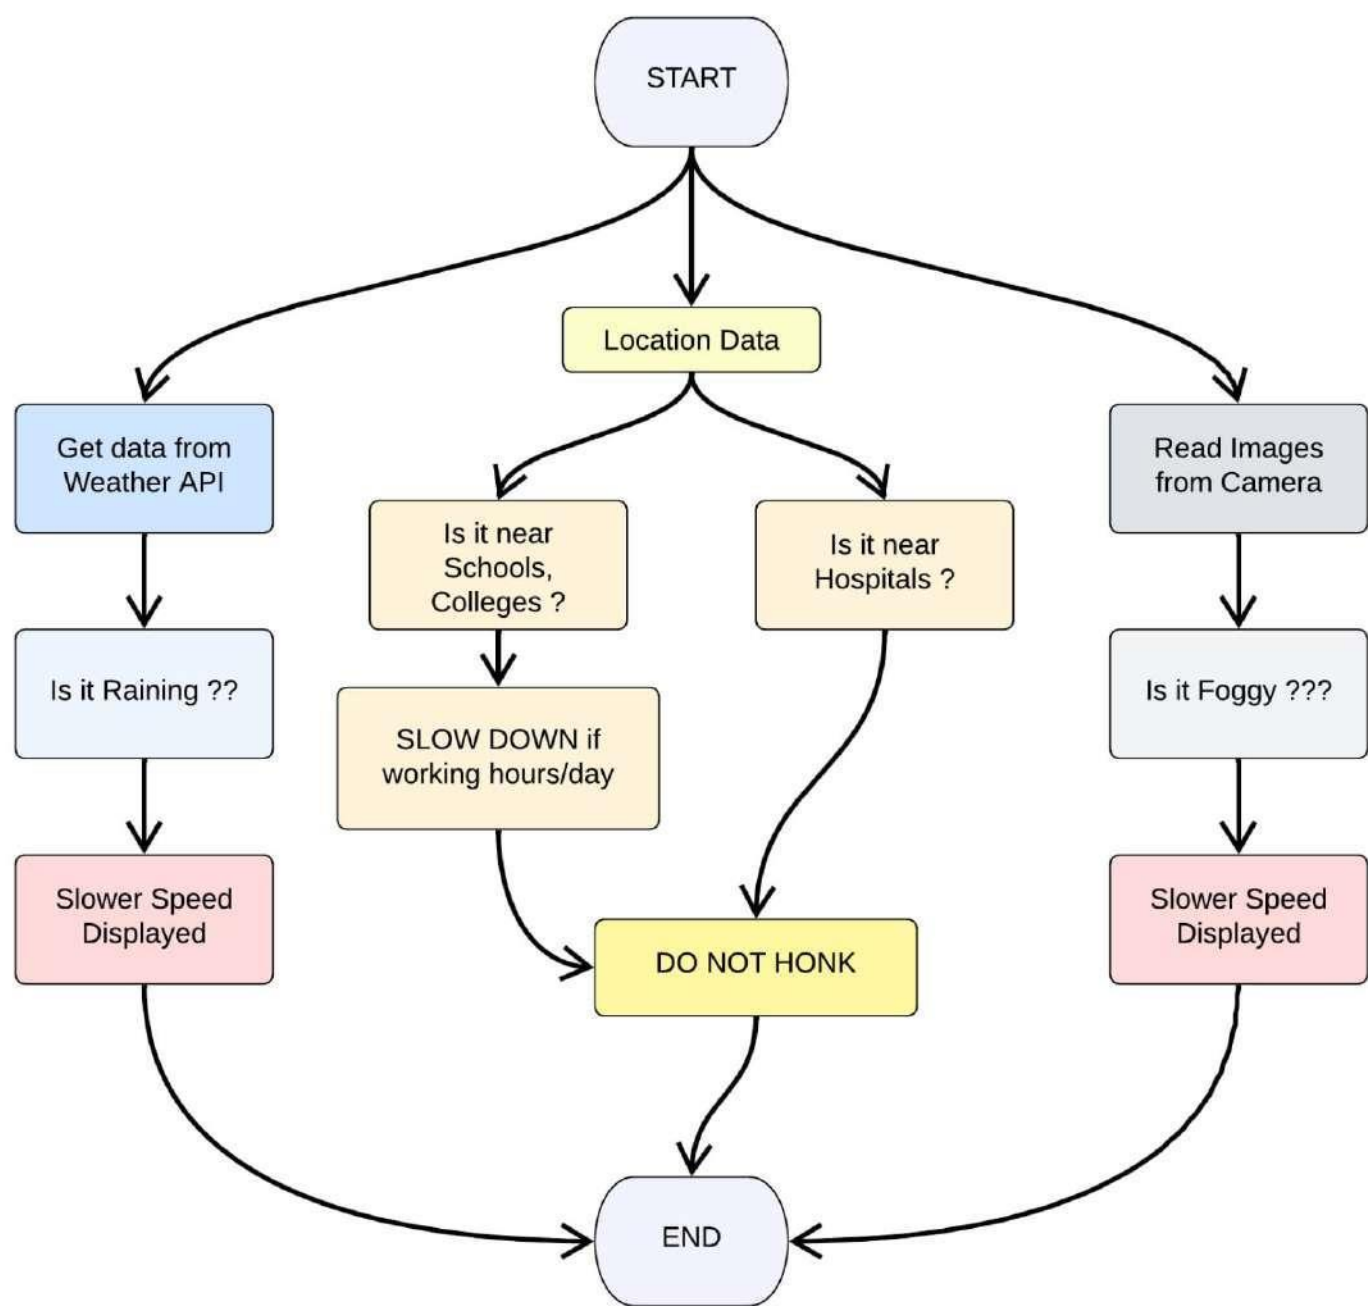 START
Location Data
Get data from
Weather API
Is it near
Schools,
Colleges ?
Is it near
Hospitals ?
Read Images
from Camera
Is it Raining ??
SLOW DOWN if
working hours/day
Is it Foggy ???
Slower Speed
Displayed
DO NOT HONK
Slower Speed
Displayed
END